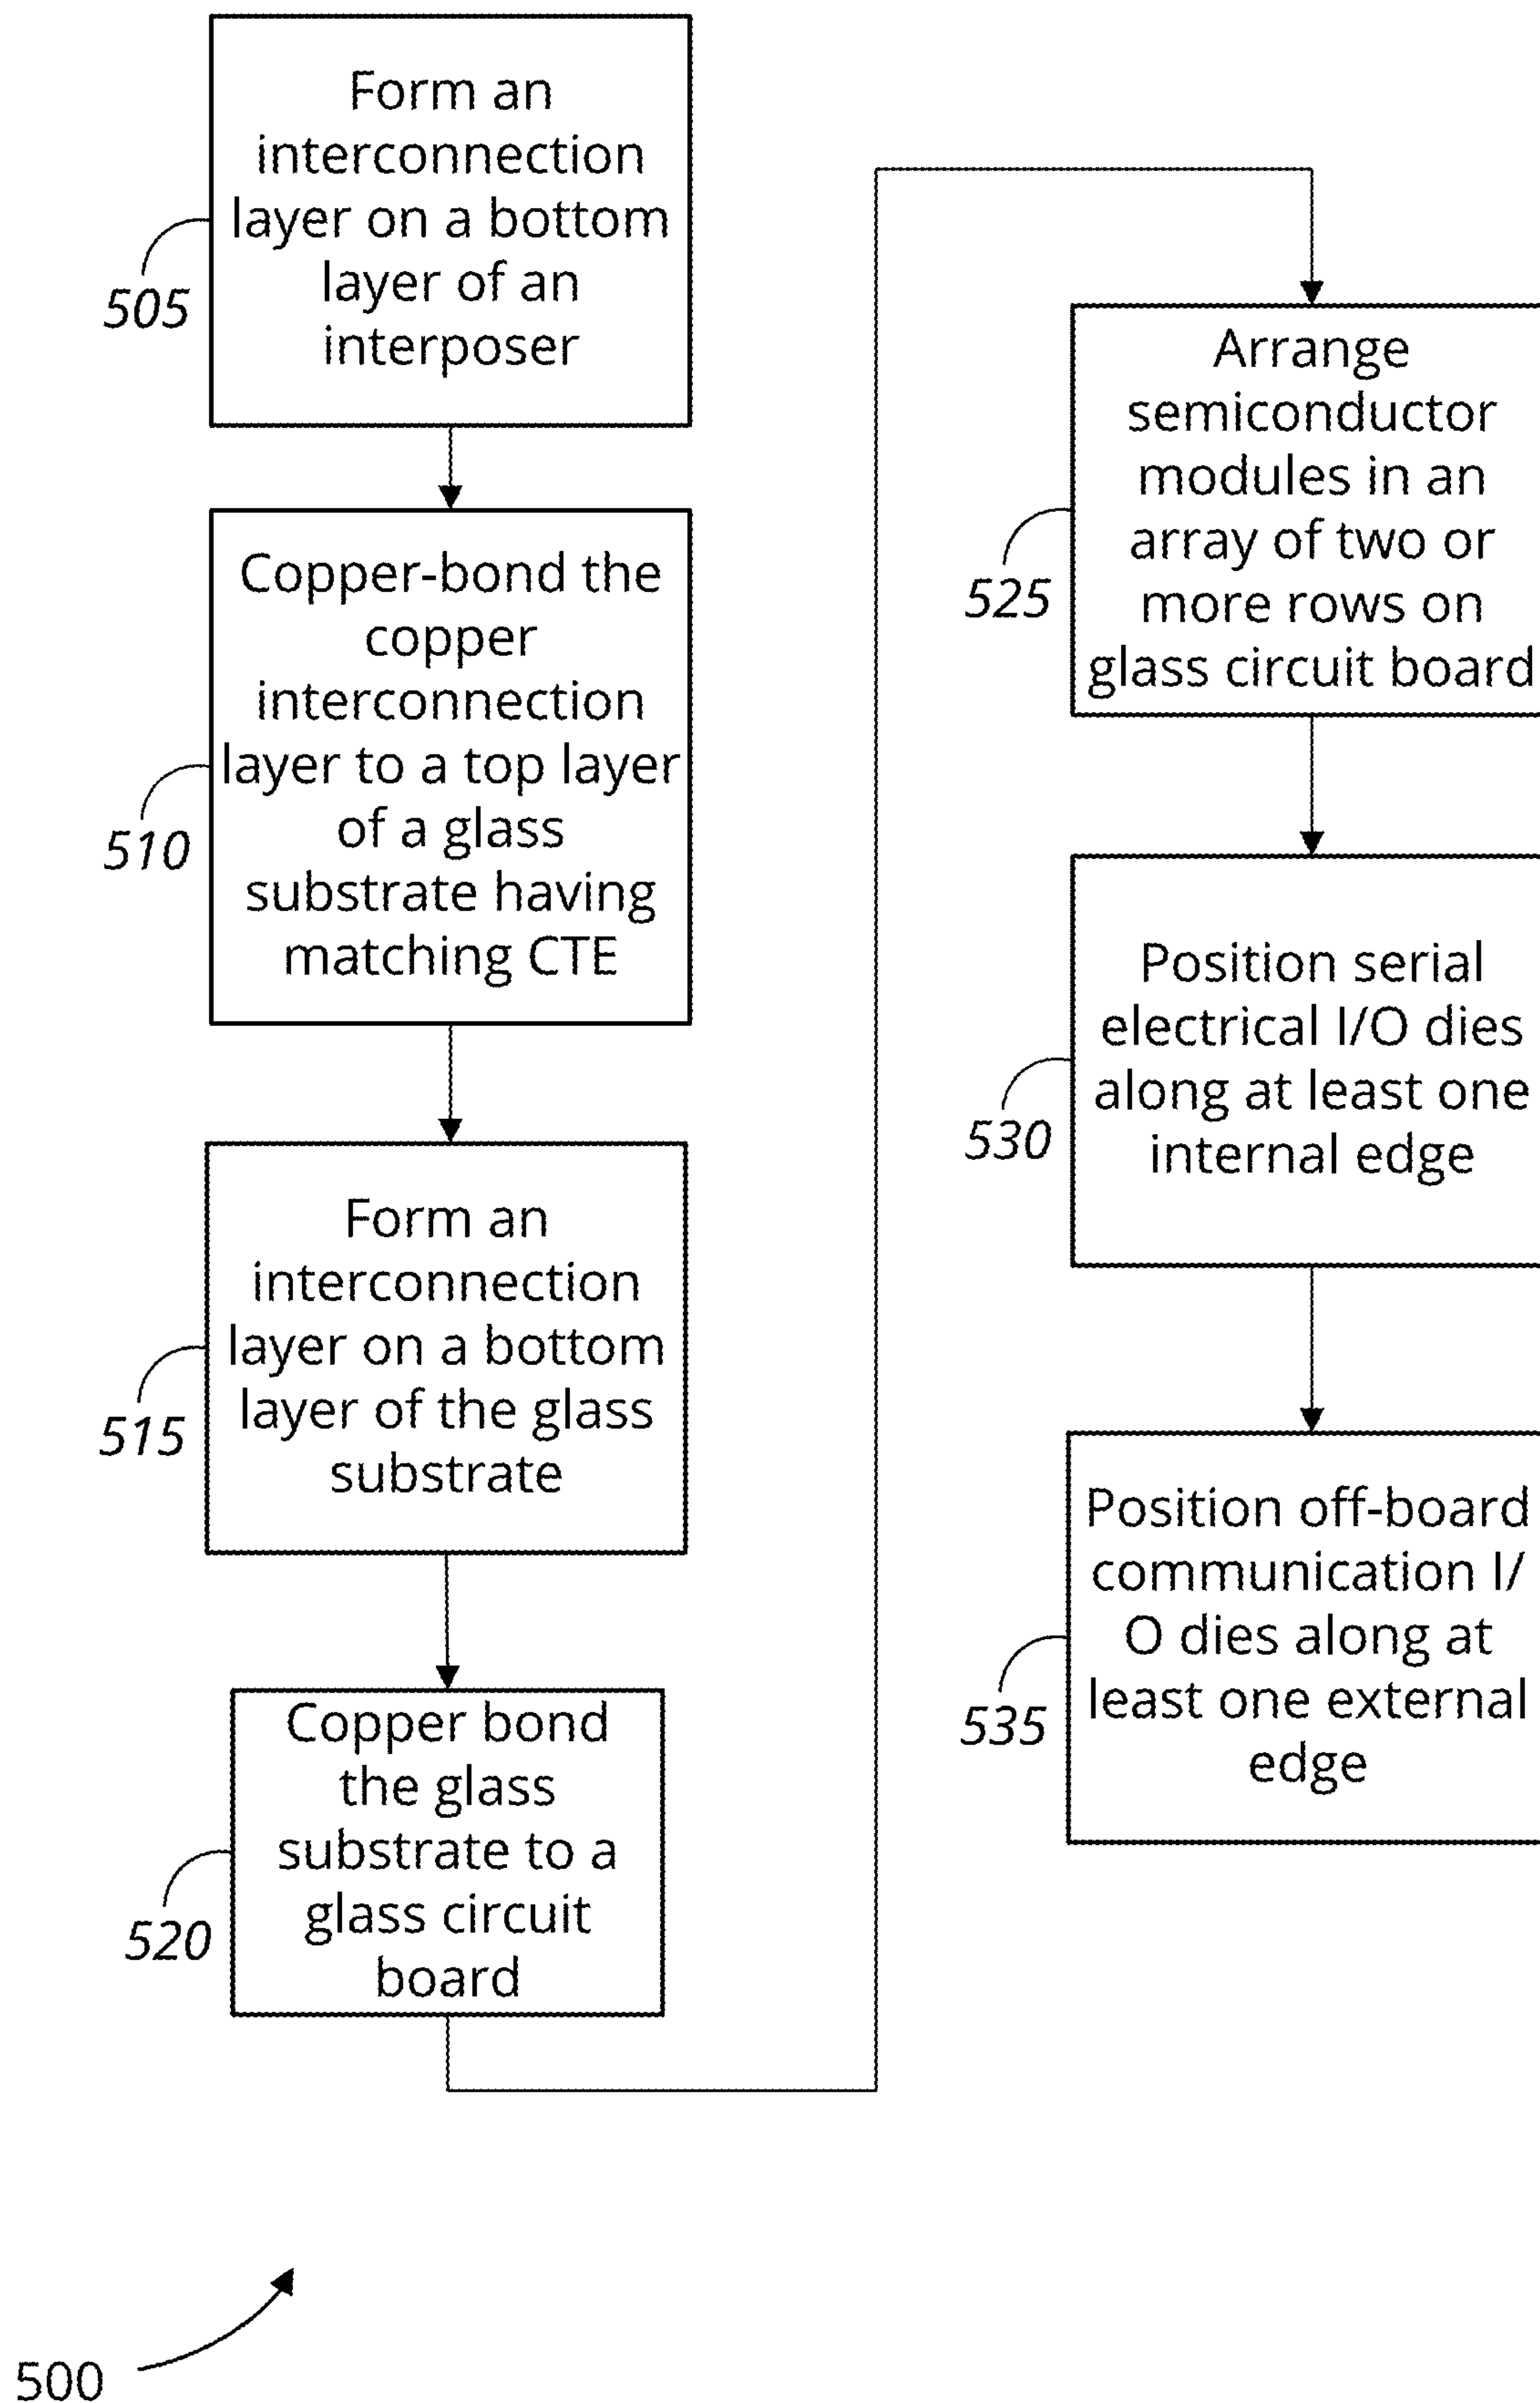 Form an
interconnection
layer on a bottom
layer of an
interposer
505
Copper-bond the
copper
interconnection
layer to a top layer
of a glass
substrate having
matching CTE
510
Form an
interconnection
layer on a bottom
layer of the glass
substrate
515
Copper bond
the glass
substrate to a
glass circuit
board
520
Arrange
semiconductor
modules in an
array of two or
more rows on
glass circuit board
525
Position serial
electrical I/O dies
along at least one
internal edge
530
Position off-board
communication I/
O dies along at
least one external
edge
535
500